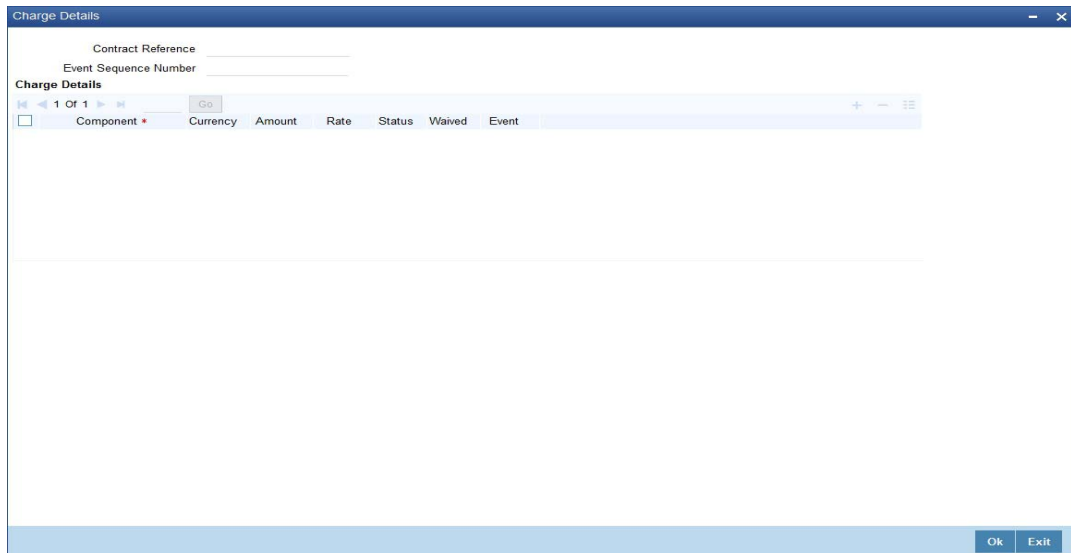 Charge Details
Contract Reference
Event Sequence Number
Charge Details
1 Of 1 Go
Component * Currency Amount Rate Status Waived Event
Ok Exit